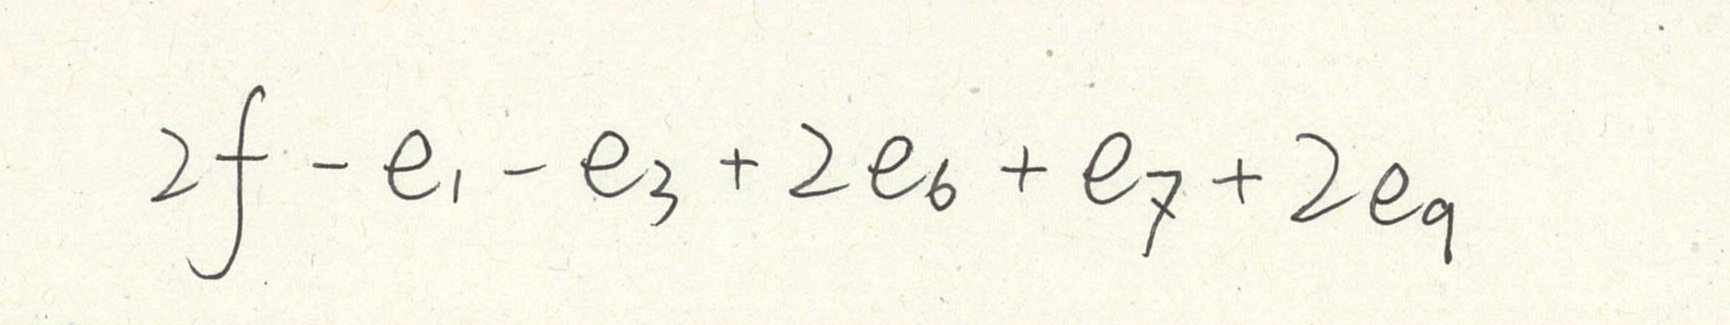 2f - e₁ - e₃ + 2e₆ + e₇ + 2e₉